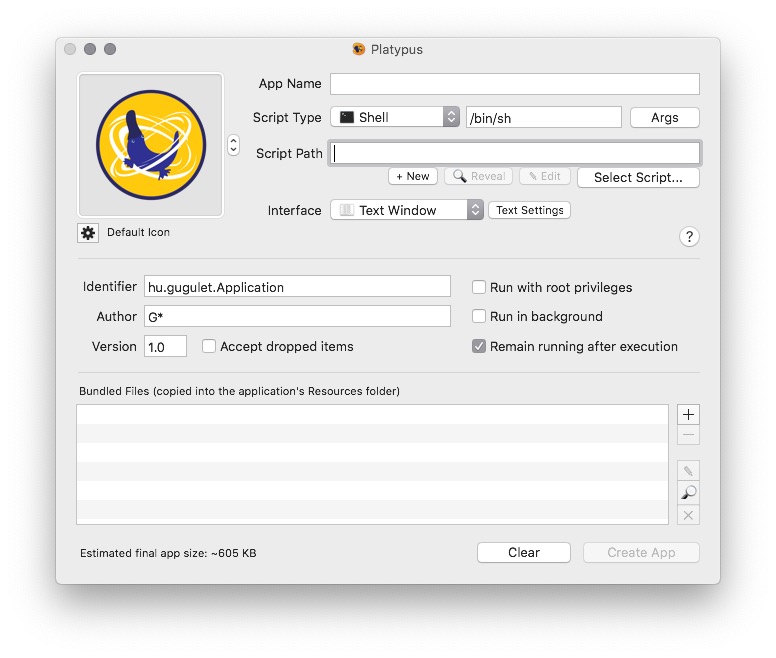 Platypus
App Name
Script Type Shell /bin/sh Args
Script Path
+ New Reveal ✎ Edit Select Script...
Interface Text Window Text Settings
Default Icon ?
Identifier hu.gugulet.Application Run with root privileges
Author G* Run in background
Version 1.0 Accept dropped items Remain running after execution
Bundled Files (copied into the application's Resources folder)
Estimated final app size: ~605 KB Clear Create App